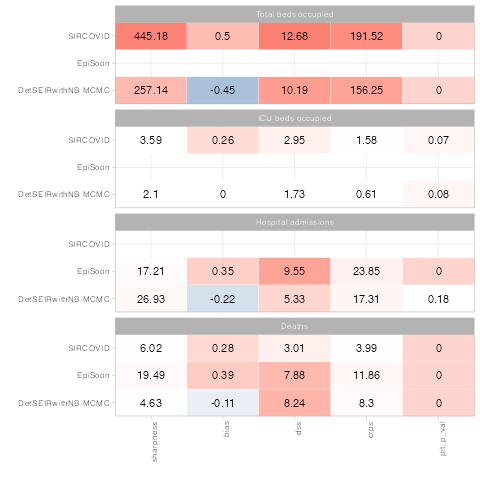 Total beds occupied
SIRCOVID 445.18 0.5 12.68 191.52 0
EpiSoon
DetSEIRwithNB MCMC 257.14 -0.45 10.19 156.25 0
ICU beds occupied
SIRCOVID 3.59 0.26 2.95 1.58 0.07
EpiSoon
DetSEIRwithNB MCMC 2.1 0 1.73 0.61 0.08
Hospital admissions
SIRCOVID
EpiSoon 17.21 0.35 9.55 23.85 0
DetSEIRwithNB MCMC 26.93 -0.22 5.33 17.31 0.18
Deaths
SIRCOVID 6.02 0.28 3.01 3.99 0
EpiSoon 19.49 0.39 7.88 11.86 0
DetSEIRwithNB MCMC 4.63 -0.11 8.24 8.3 0
sharpness bias dss crps pit_p_val